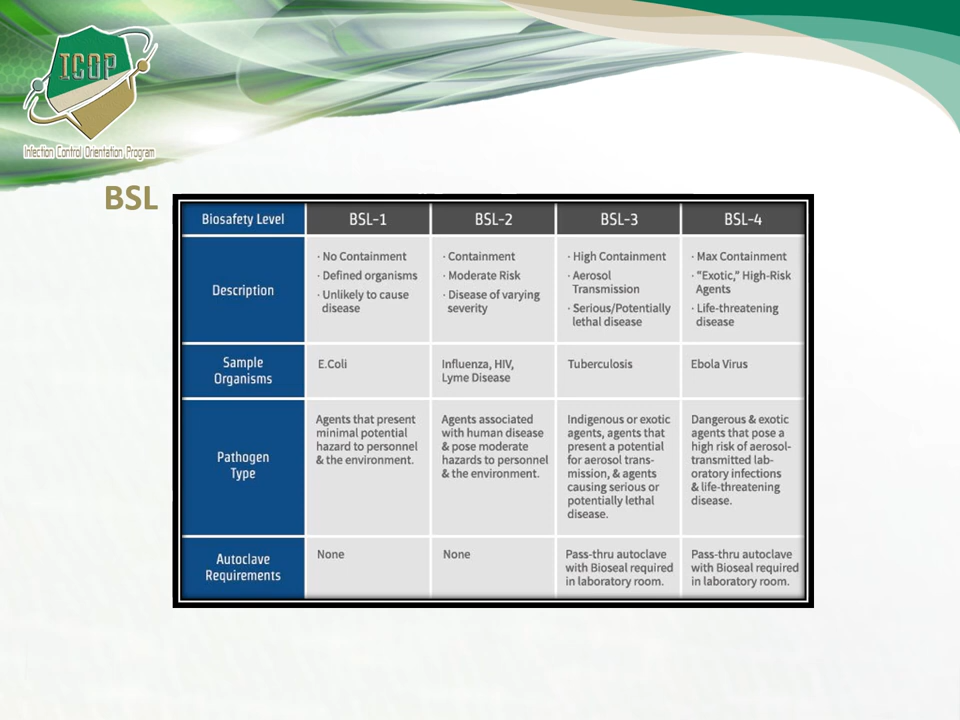 ICOP
Infection Control Orientation Program
BSL
Biosafety Level
BSL-1
BSL-2
BSL-3
BSL-4
Description
· No Containment
· Defined organisms
· Unlikely to cause
disease
· Containment
· Moderate Risk
· Disease of varying
severity
· High Containment
· Aerosol
Transmission
· Serious/Potentially
lethal disease
· Max Containment
· "Exotic," High-Risk
Agents
· Life-threatening
disease
Sample
Organisms
E.Coli
Influenza, HIV,
Lyme Disease
Tuberculosis
Ebola Virus
Pathogen
Type
Agents that present
minimal potential
hazard to personnel
& the environment.
Agents associated
with human disease
& pose moderate
hazards to personnel
& the environment.
Indigenous or exotic
agents, agents that
present a potential
for aerosol trans-
mission, & agents
causing serious or
potentially lethal
disease.
Dangerous & exotic
agents that pose a
high risk of aerosol-
transmitted lab-
oratory infections
& life-threatening
disease.
Autoclave
Requirements
None
None
Pass-thru autoclave
with Bioseal required
in laboratory room.
Pass-thru autoclave
with Bioseal required
in laboratory room.